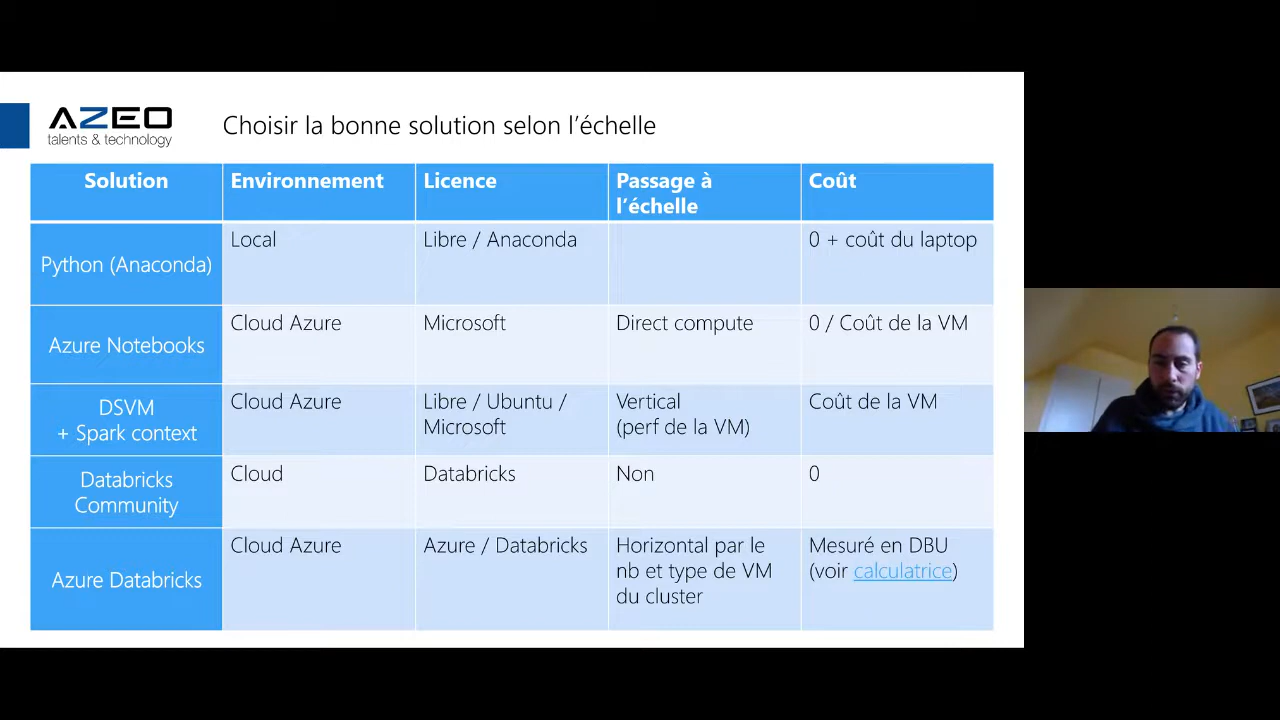 AZEO
talents & technology
Choisir la bonne solution selon l'échelle
Solution
Environnement
Licence
Passage à
l'échelle
Coût
Python (Anaconda)
Local
Libre / Anaconda
0 + coût du laptop
Azure Notebooks
Cloud Azure
Microsoft
Direct compute
0 / Coût de la VM
DSVM
+ Spark context
Cloud Azure
Libre / Ubuntu /
Microsoft
Vertical
(perf de la VM)
Coût de la VM
Databricks
Community
Cloud
Databricks
Non
0
Azure Databricks
Cloud Azure
Azure / Databricks
Horizontal par le
nb et type de VM
du cluster
Mesuré en DBU
(voir calculatrice)